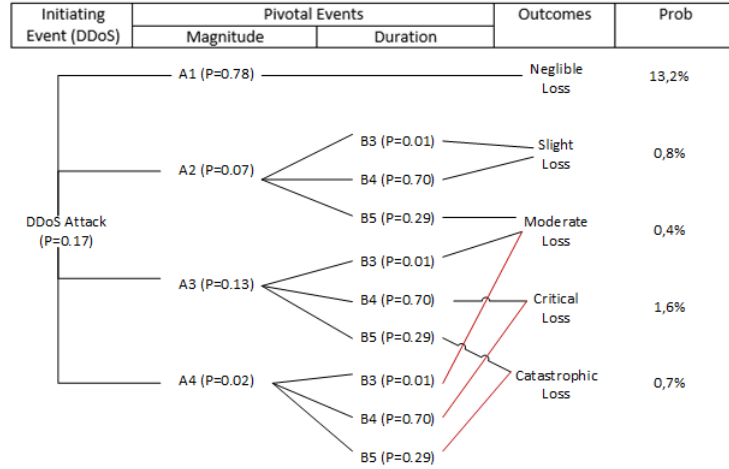 Initiating
Event (DDoS)
Pivotal Events
Magnitude
Duration
Outcomes
Prob
A1 (P=0.78)
Neglible
Loss
13,2%
B3 (P=0.01)
Slight
Loss
0,8%
A2 (P=0.07)
B4 (P=0.70)
B5 (P=0.29)
DDoS Attack
(P=0.17)
Moderate
Loss
0,4%
B3 (P=0.01)
A3 (P=0.13)
B4 (P=0.70)
Critical
Loss
1,6%
B5 (P=0.29)
A4 (P=0.02)
B3 (P=0.01)
Catastrophic
Loss
0,7%
B4 (P=0.70)
B5 (P=0.29)